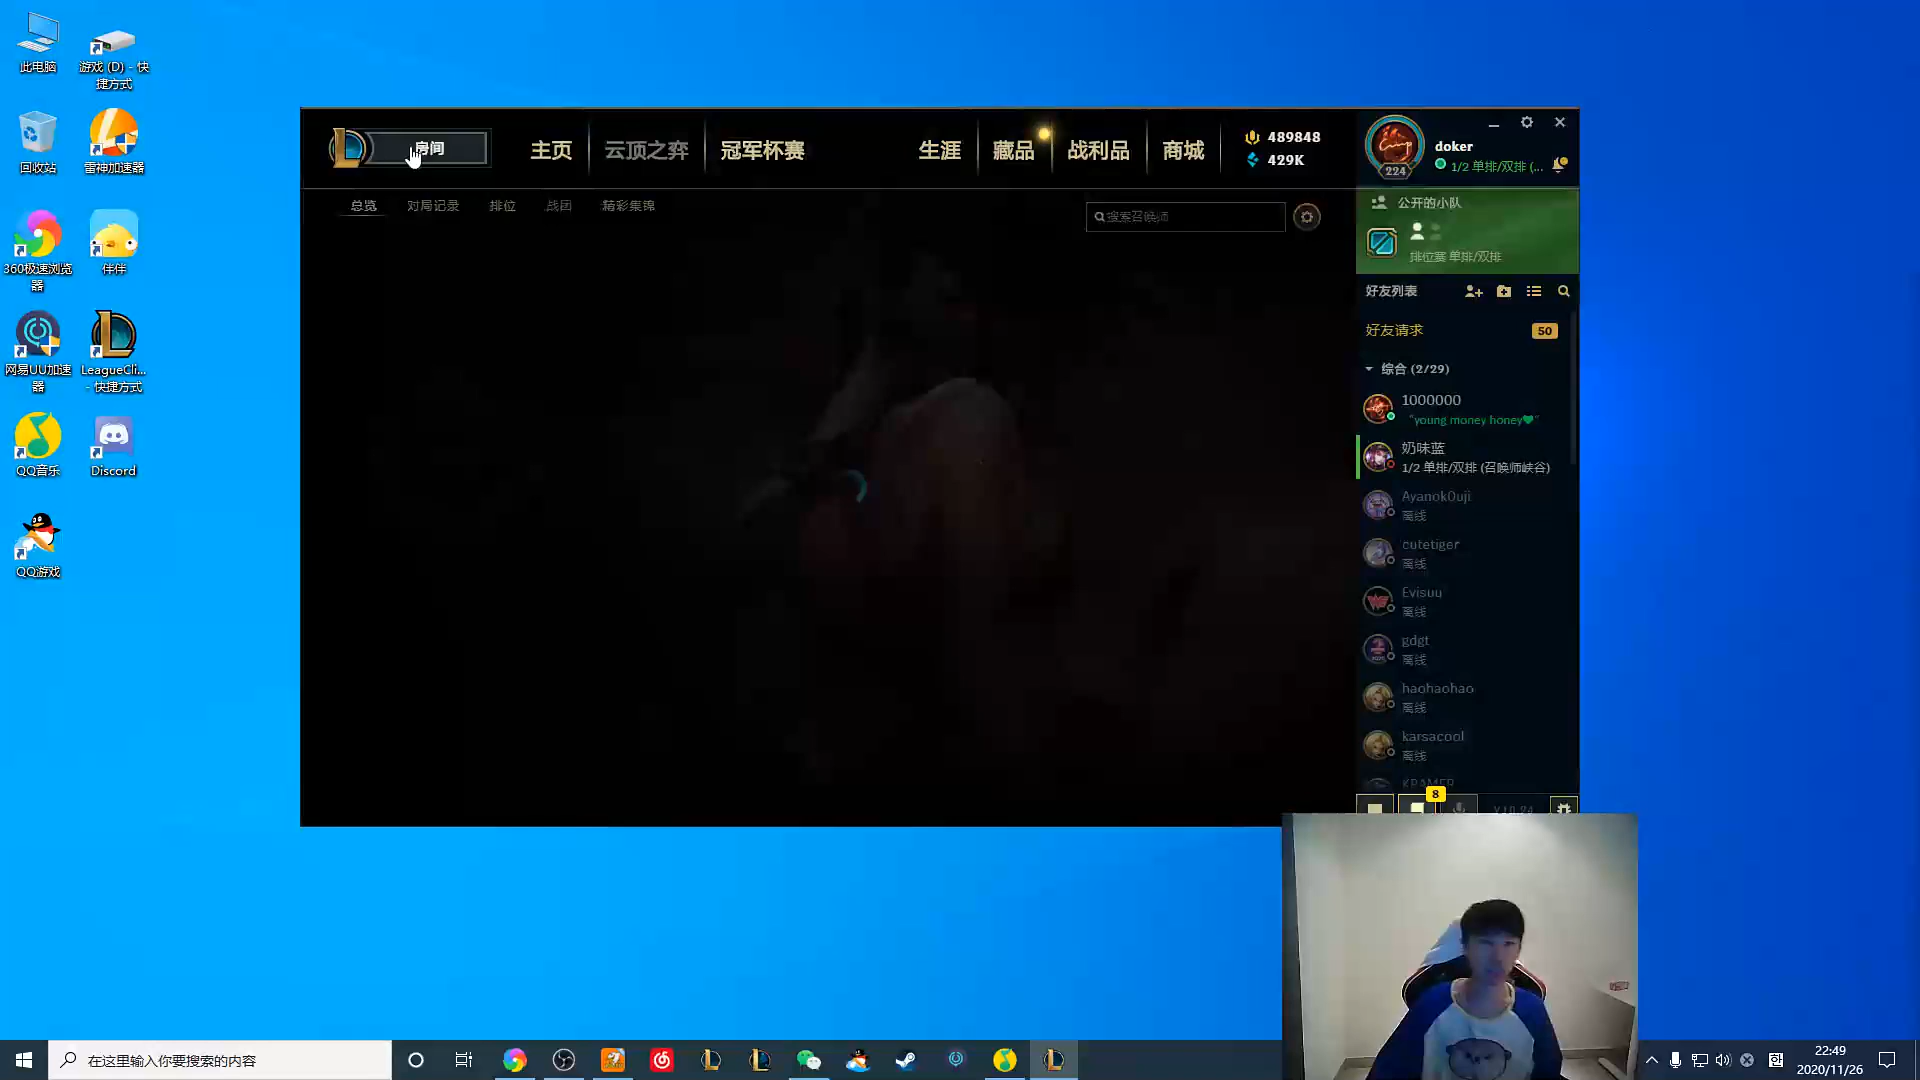 此电脑
游戏 (D) - 快
捷方式
回收站
雷神加速器
360极速浏览
器
伴伴
网易UU加速
器
LeagueCli...
- 快捷方式
QQ音乐
Discord
QQ游戏
房间
主页
云顶之弈
冠军杯赛
生涯
藏品
战利品
商城
489848
429K
224
doker
1/2 单排/双排 (...
总览
对局记录
排位
战团
精彩集锦
搜索召唤师
公开的小队
排位赛 单排/双排
好友列表
好友请求
50
综合 (2/29)
1000000
"young money honey♥"
奶味蓝
1/2 单排/双排 (召唤师峡谷)
AyanokOuji
离线
cutetiger
离线
Evisuu
离线
gdgt
离线
haohaohao
离线
karsacool
离线
KRAMER
8
V10.24
在这里输入你要搜索的内容
22:49
2020/11/26